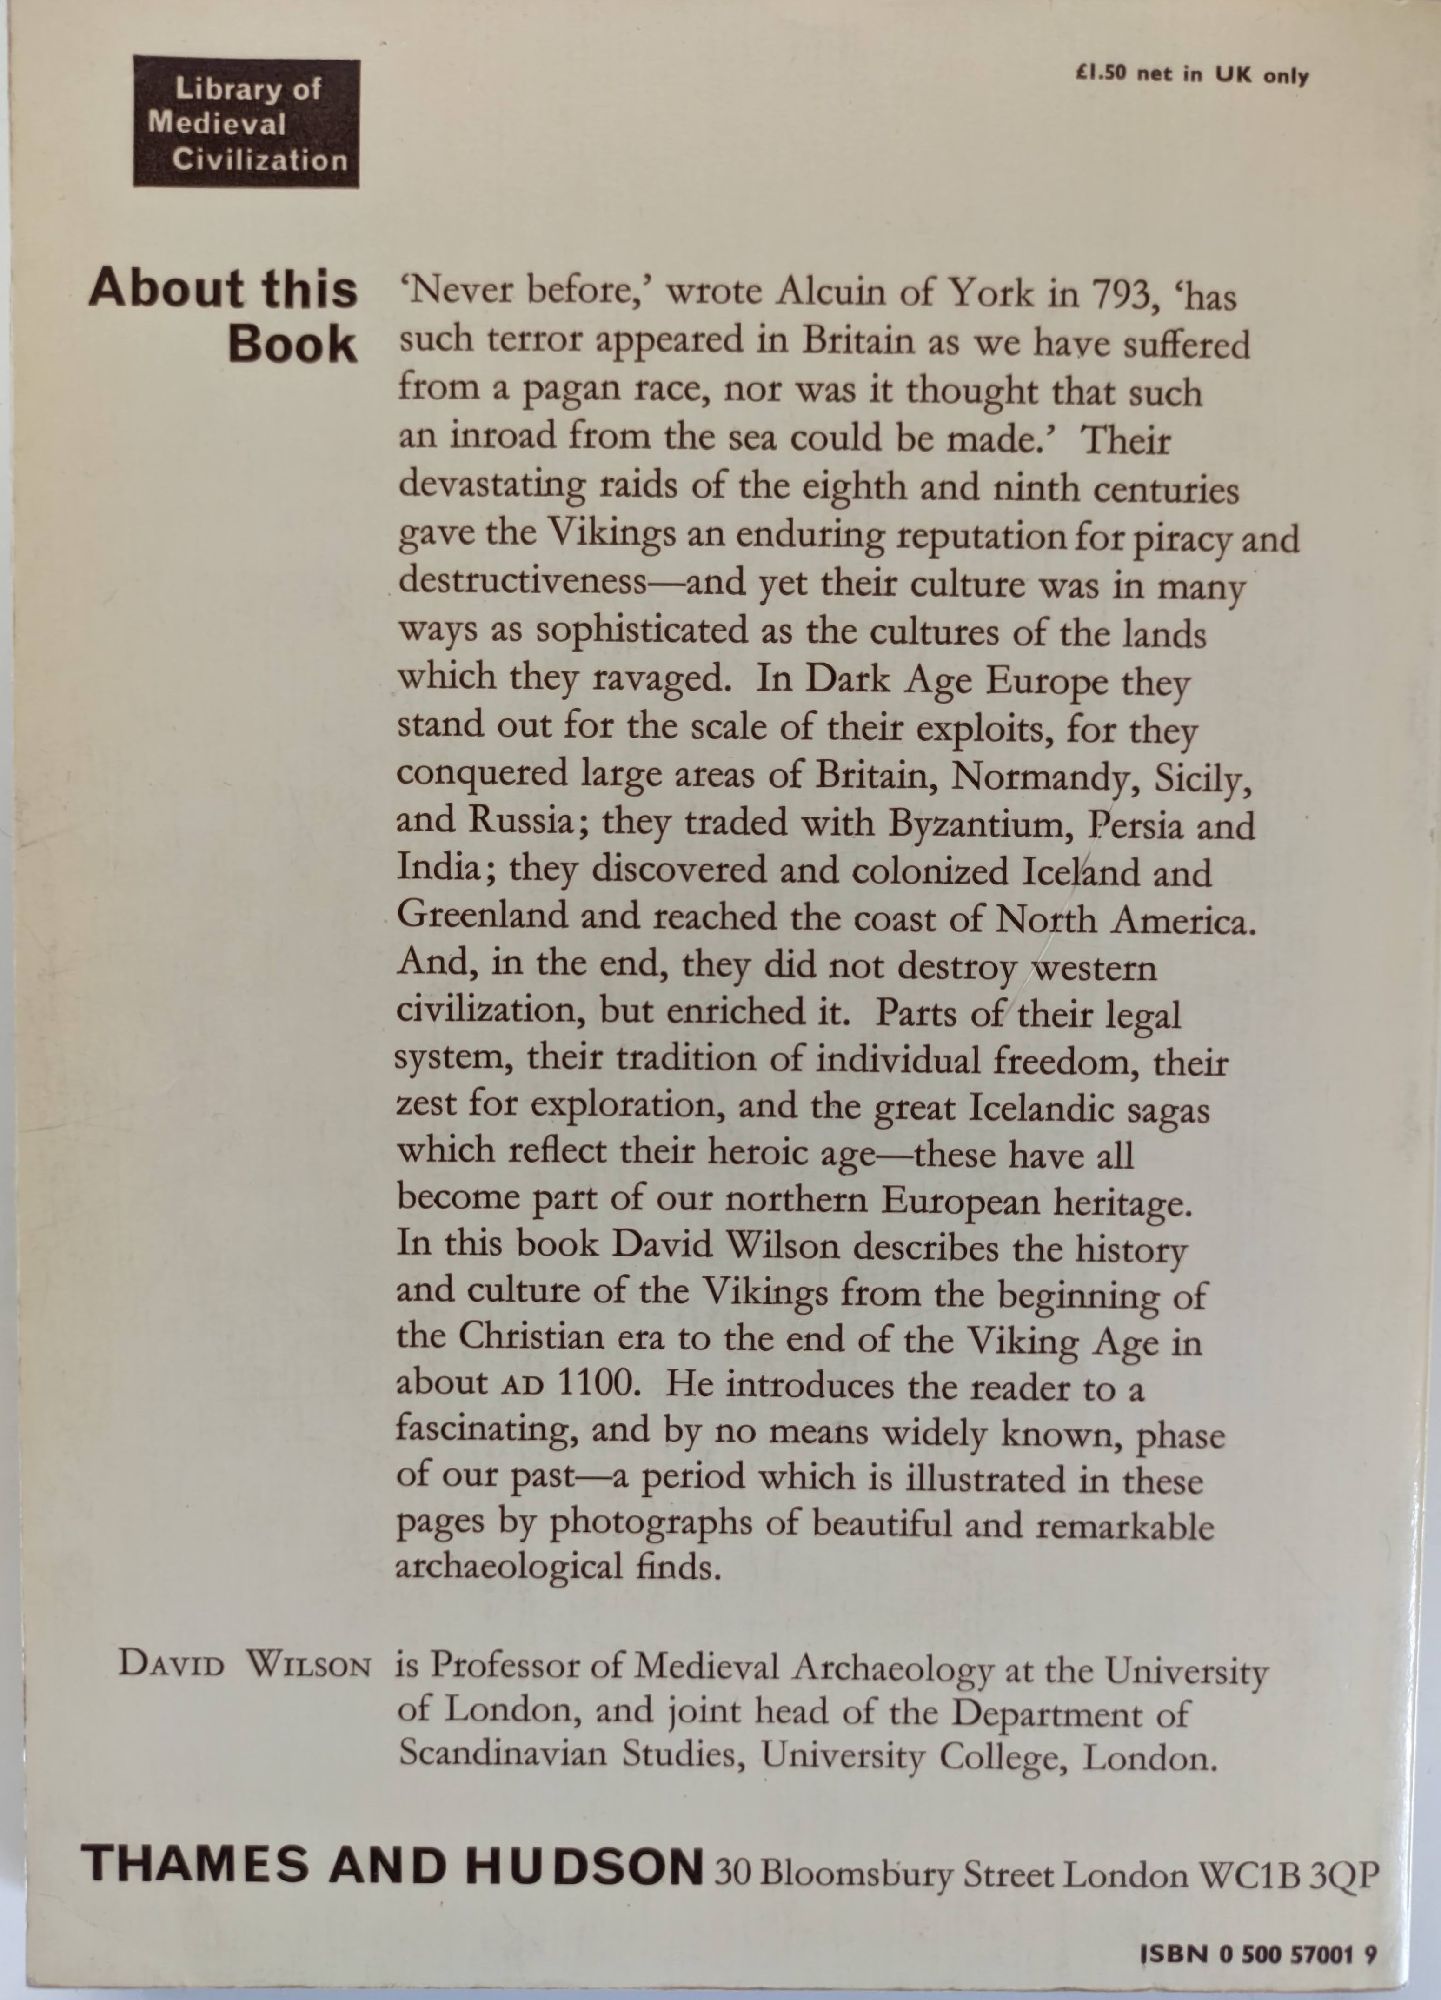 Library of
Medieval
Civilization
£1.50 net in UK only
About this
Book
‘Never before,’ wrote Alcuin of York in 793, ‘has
such terror appeared in Britain as we have suffered
from a pagan race, nor was it thought that such
an inroad from the sea could be made.’ Their
devastating raids of the eighth and ninth centuries
gave the Vikings an enduring reputation for piracy and
destructiveness—and yet their culture was in many
ways as sophisticated as the cultures of the lands
which they ravaged. In Dark Age Europe they
stand out for the scale of their exploits, for they
conquered large areas of Britain, Normandy, Sicily,
and Russia; they traded with Byzantium, Persia and
India; they discovered and colonized Iceland and
Greenland and reached the coast of North America.
And, in the end, they did not destroy western
civilization, but enriched it. Parts of their legal
system, their tradition of individual freedom, their
zest for exploration, and the great Icelandic sagas
which reflect their heroic age—these have all
become part of our northern European heritage.
In this book David Wilson describes the history
and culture of the Vikings from the beginning of
the Christian era to the end of the Viking Age in
about AD 1100. He introduces the reader to a
fascinating, and by no means widely known, phase
of our past—a period which is illustrated in these
pages by photographs of beautiful and remarkable
archaeological finds.
DAVID WILSON is Professor of Medieval Archaeology at the University
of London, and joint head of the Department of
Scandinavian Studies, University College, London.
THAMES AND HUDSON 30 Bloomsbury Street London WC1B 3QP
ISBN 0 500 57001 9